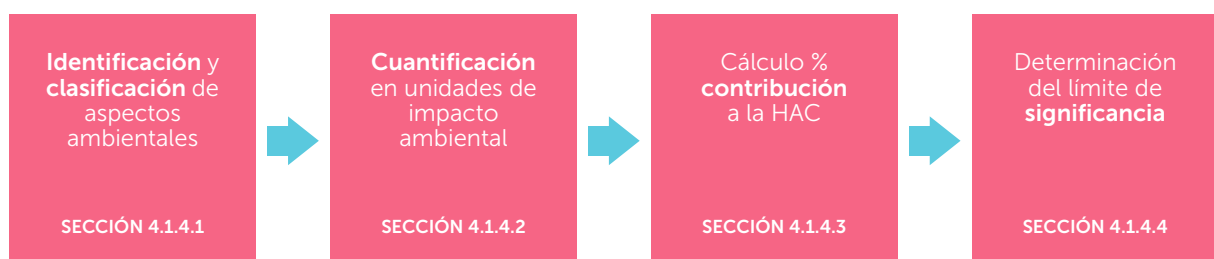 Identificación y
clasificación de
aspectos
ambientales
SECCIÓN 4.1.4.1
Cuantificación
en unidades de
impacto
ambiental
SECCIÓN 4.1.4.2
Cálculo %
contribución
a la HAC
SECCIÓN 4.1.4.3
Determinación
del límite de
significancia
SECCIÓN 4.1.4.4